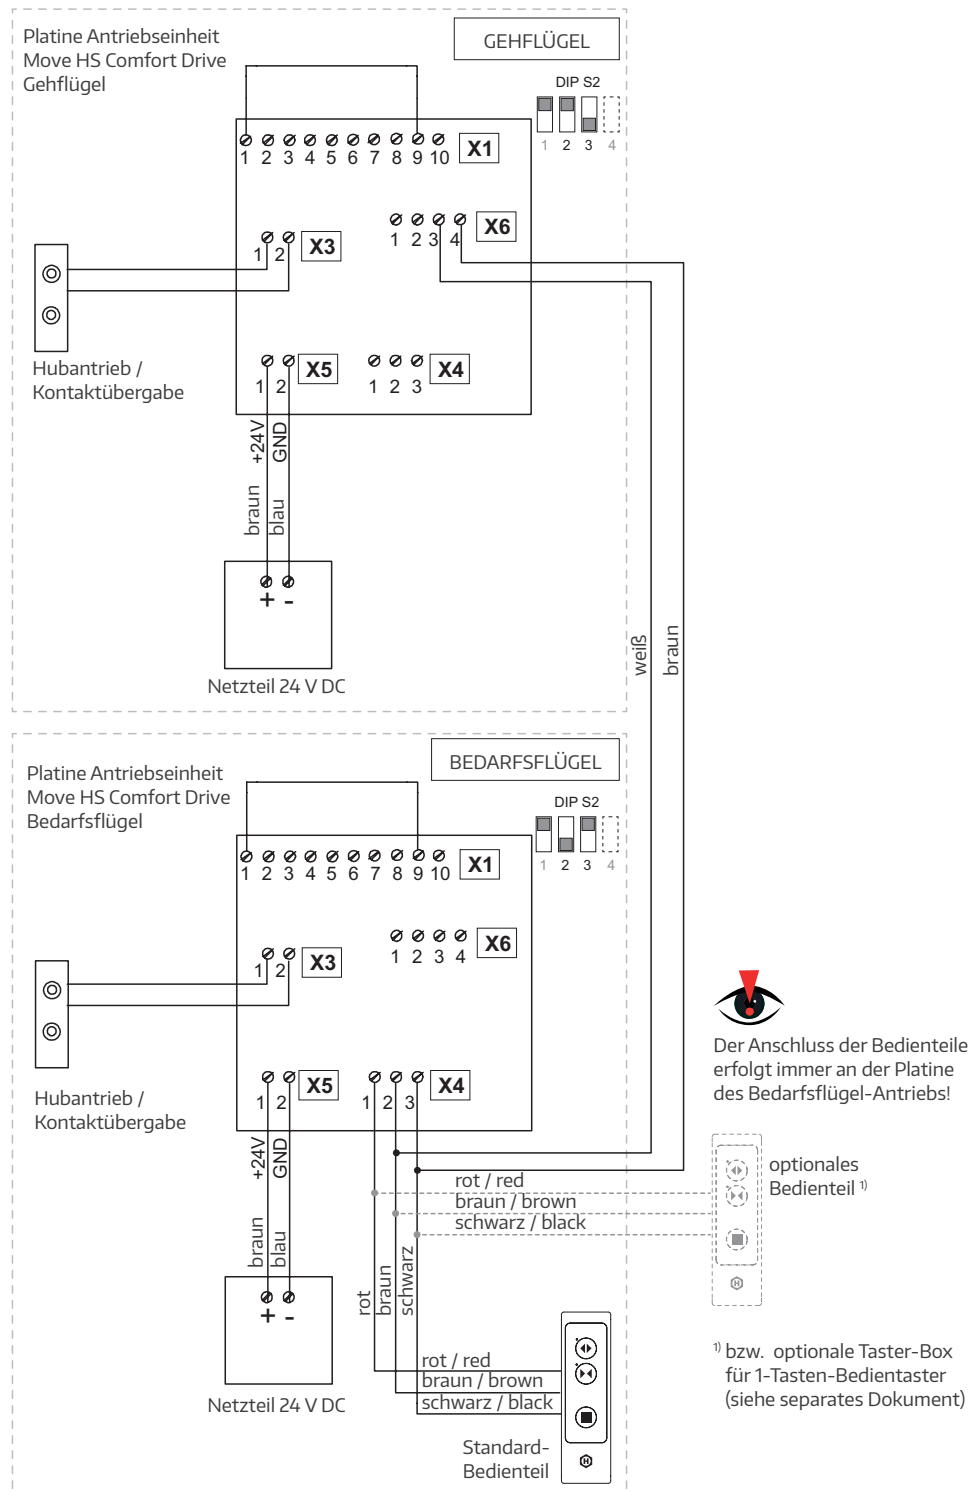 Platine Antriebseinheit
Move HS Comfort Drive
Gehflügel
GEHFLÜGEL
DIP S2
1 2 3 4
1 2 3 4 5 6 7 8 9 10
X1
1 2 3 4
X6
1 2
X3
Hubantrieb /
Kontaktübergabe
1 2
X5
1 2 3
X4
+24V
GND
braun
blau
+ -
Netzteil 24 V DC
weiß
braun
Platine Antriebseinheit
Move HS Comfort Drive
Bedarfsflügel
BEDARFSFLÜGEL
DIP S2
1 2 3 4
1 2 3 4 5 6 7 8 9 10
X1
1 2 3 4
X6
1 2
X3
Hubantrieb /
Kontaktübergabe
1 2
X5
1 2 3
X4
+24V
GND
braun
blau
+ -
Netzteil 24 V DC
Der Anschluss der Bedienteile
erfolgt immer an der Platine
des Bedarfsflügel-Antriebs!
rot / red
braun / brown
schwarz / black
optionales
Bedienteil ¹⁾
H
rot
braun
schwarz
rot / red
braun / brown
schwarz / black
H
Standard-
Bedienteil
¹⁾ bzw. optionale Taster-Box
für 1-Tasten-Bedientaster
(siehe separates Dokument)